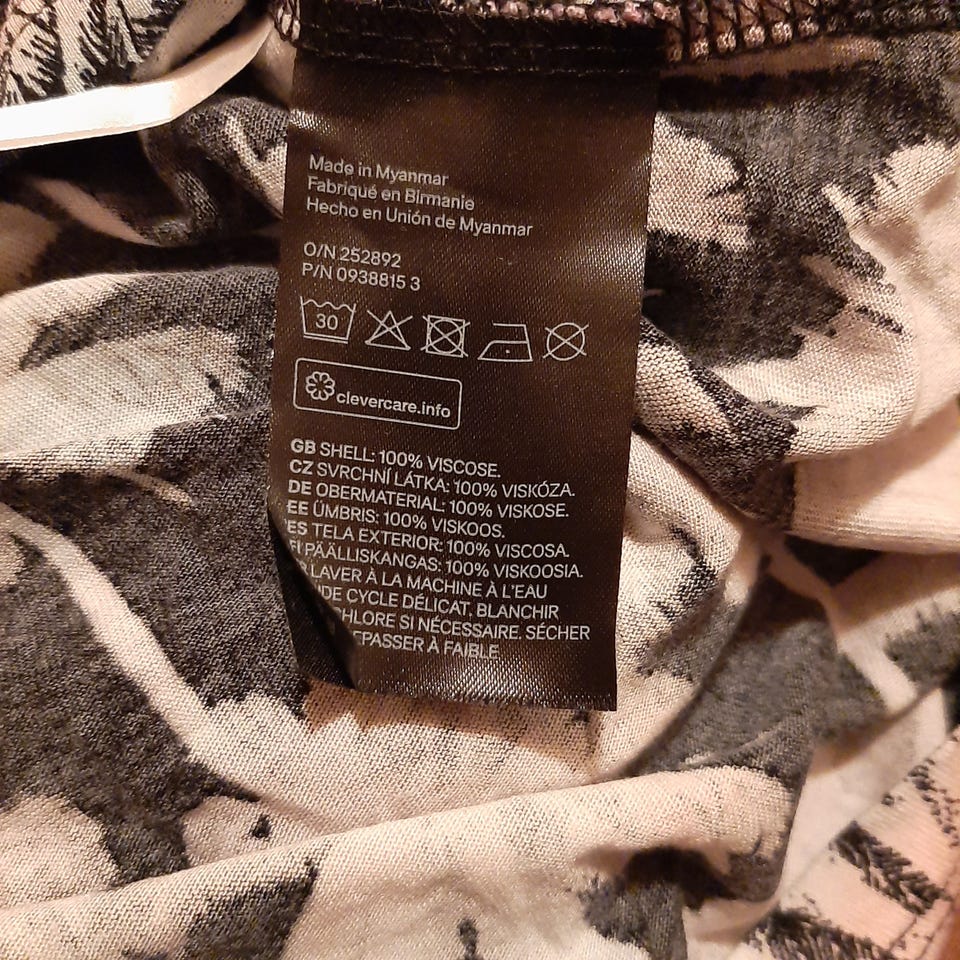 Made in Myanmar
Fabriqué en Birmanie
Hecho en Unión de Myanmar
O/N 252892
P/N 0938815 3
30
clevercare.info
GB SHELL: 100% VISCOSE.
CZ SVRCHNÍ LÁTKA: 100% VISKÓZA.
DE OBERMATERIAL: 100% VISKOSE.
EE ÜMBRIS: 100% VISKOOS.
ES TELA EXTERIOR: 100% VISCOSA.
FI PÄÄLLISKANGAS: 100% VISKOOSIA.
LAVER À LA MACHINE À L'EAU
CYCLE DÉLICAT. BLANCHIR
SI NÉCESSAIRE. SÉCHER
À FAIBLE